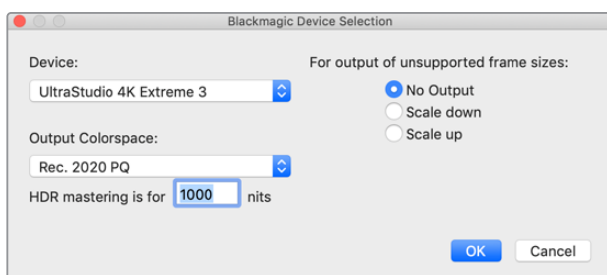 Blackmagic Device Selection
Device:
UltraStudio 4K Extreme 3
Output Colorspace:
Rec. 2020 PQ
HDR mastering is for 1000 nits
For output of unsupported frame sizes:
No Output
Scale down
Scale up
OK Cancel